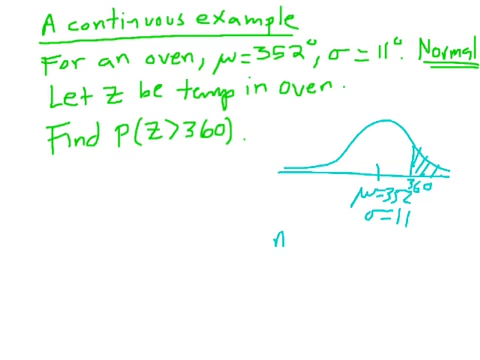 A continuous example
For an oven, μ=352°, σ=11°. Normal
Let Z be temp in oven.
Find P(Z>360).
360
μ=352
σ=11
n